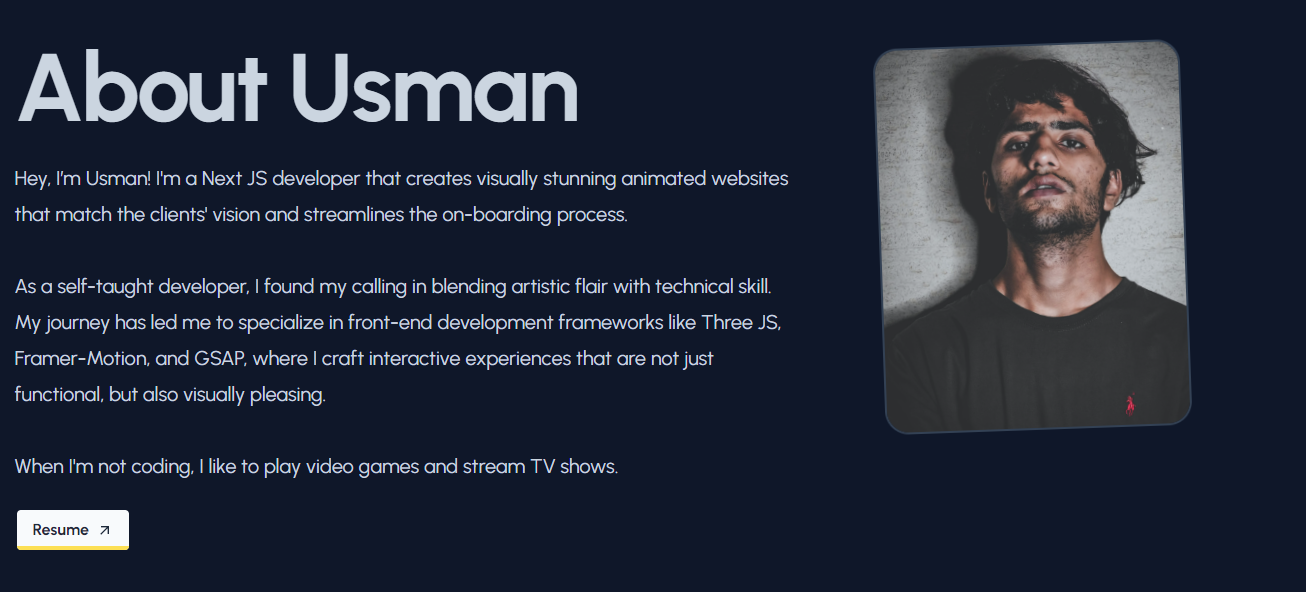 About Usman
Hey, I’m Usman! I'm a Next JS developer that creates visually stunning animated websites
that match the clients' vision and streamlines the on-boarding process.
As a self-taught developer, I found my calling in blending artistic flair with technical skill.
My journey has led me to specialize in front-end development frameworks like Three JS,
Framer-Motion, and GSAP, where I craft interactive experiences that are not just
functional, but also visually pleasing.
When I'm not coding, I like to play video games and stream TV shows.
Resume